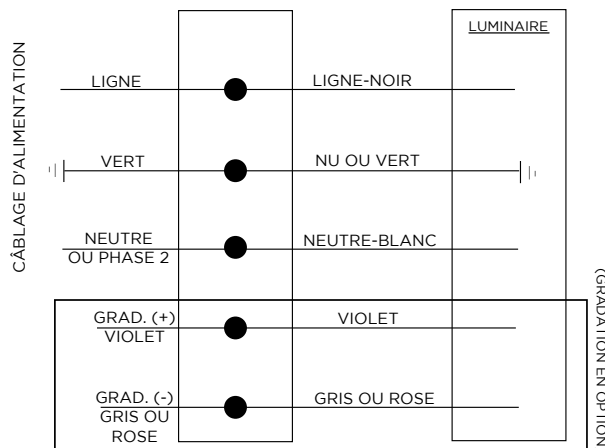 LUMINAIRE
CÂBLAGE D'ALIMENTATION
LIGNE
LIGNE-NOIR
VERT
NU OU VERT
NEUTRE
OU PHASE 2
NEUTRE-BLANC
GRAD. (+)
VIOLET
VIOLET
GRAD. (-)
GRIS OU
ROSE
GRIS OU ROSE
(GRADATION EN OPTION